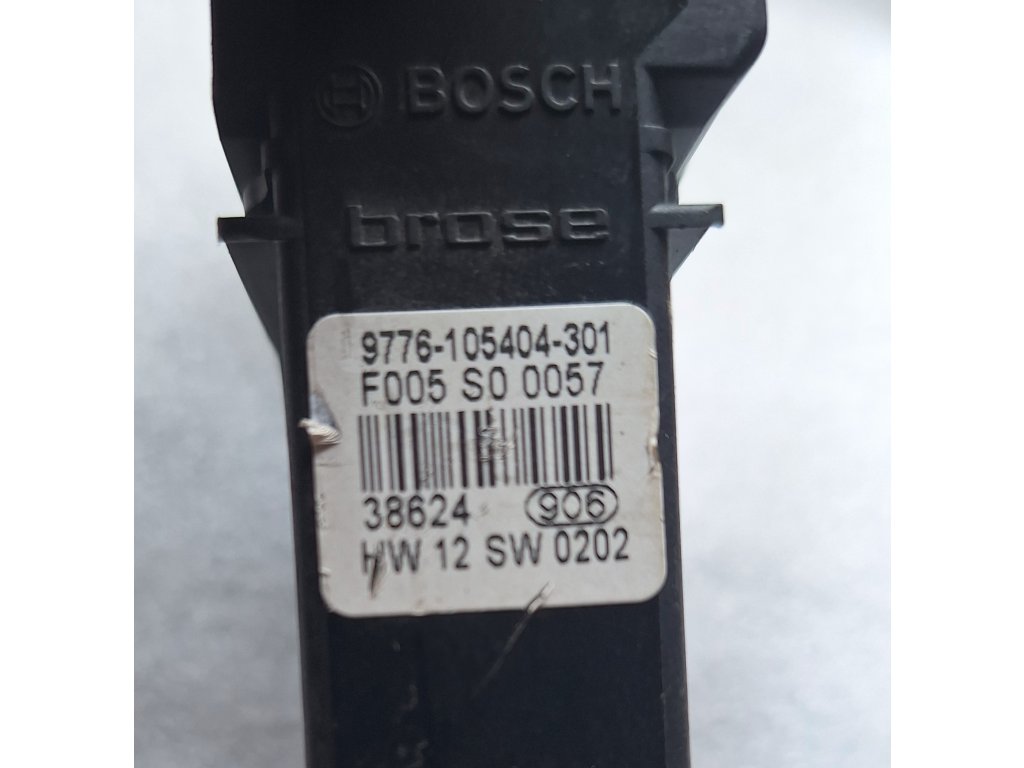 BOSCH
brose
9776-105404-301
F005 S0 0057
38624 906
HW 12 SW 0202